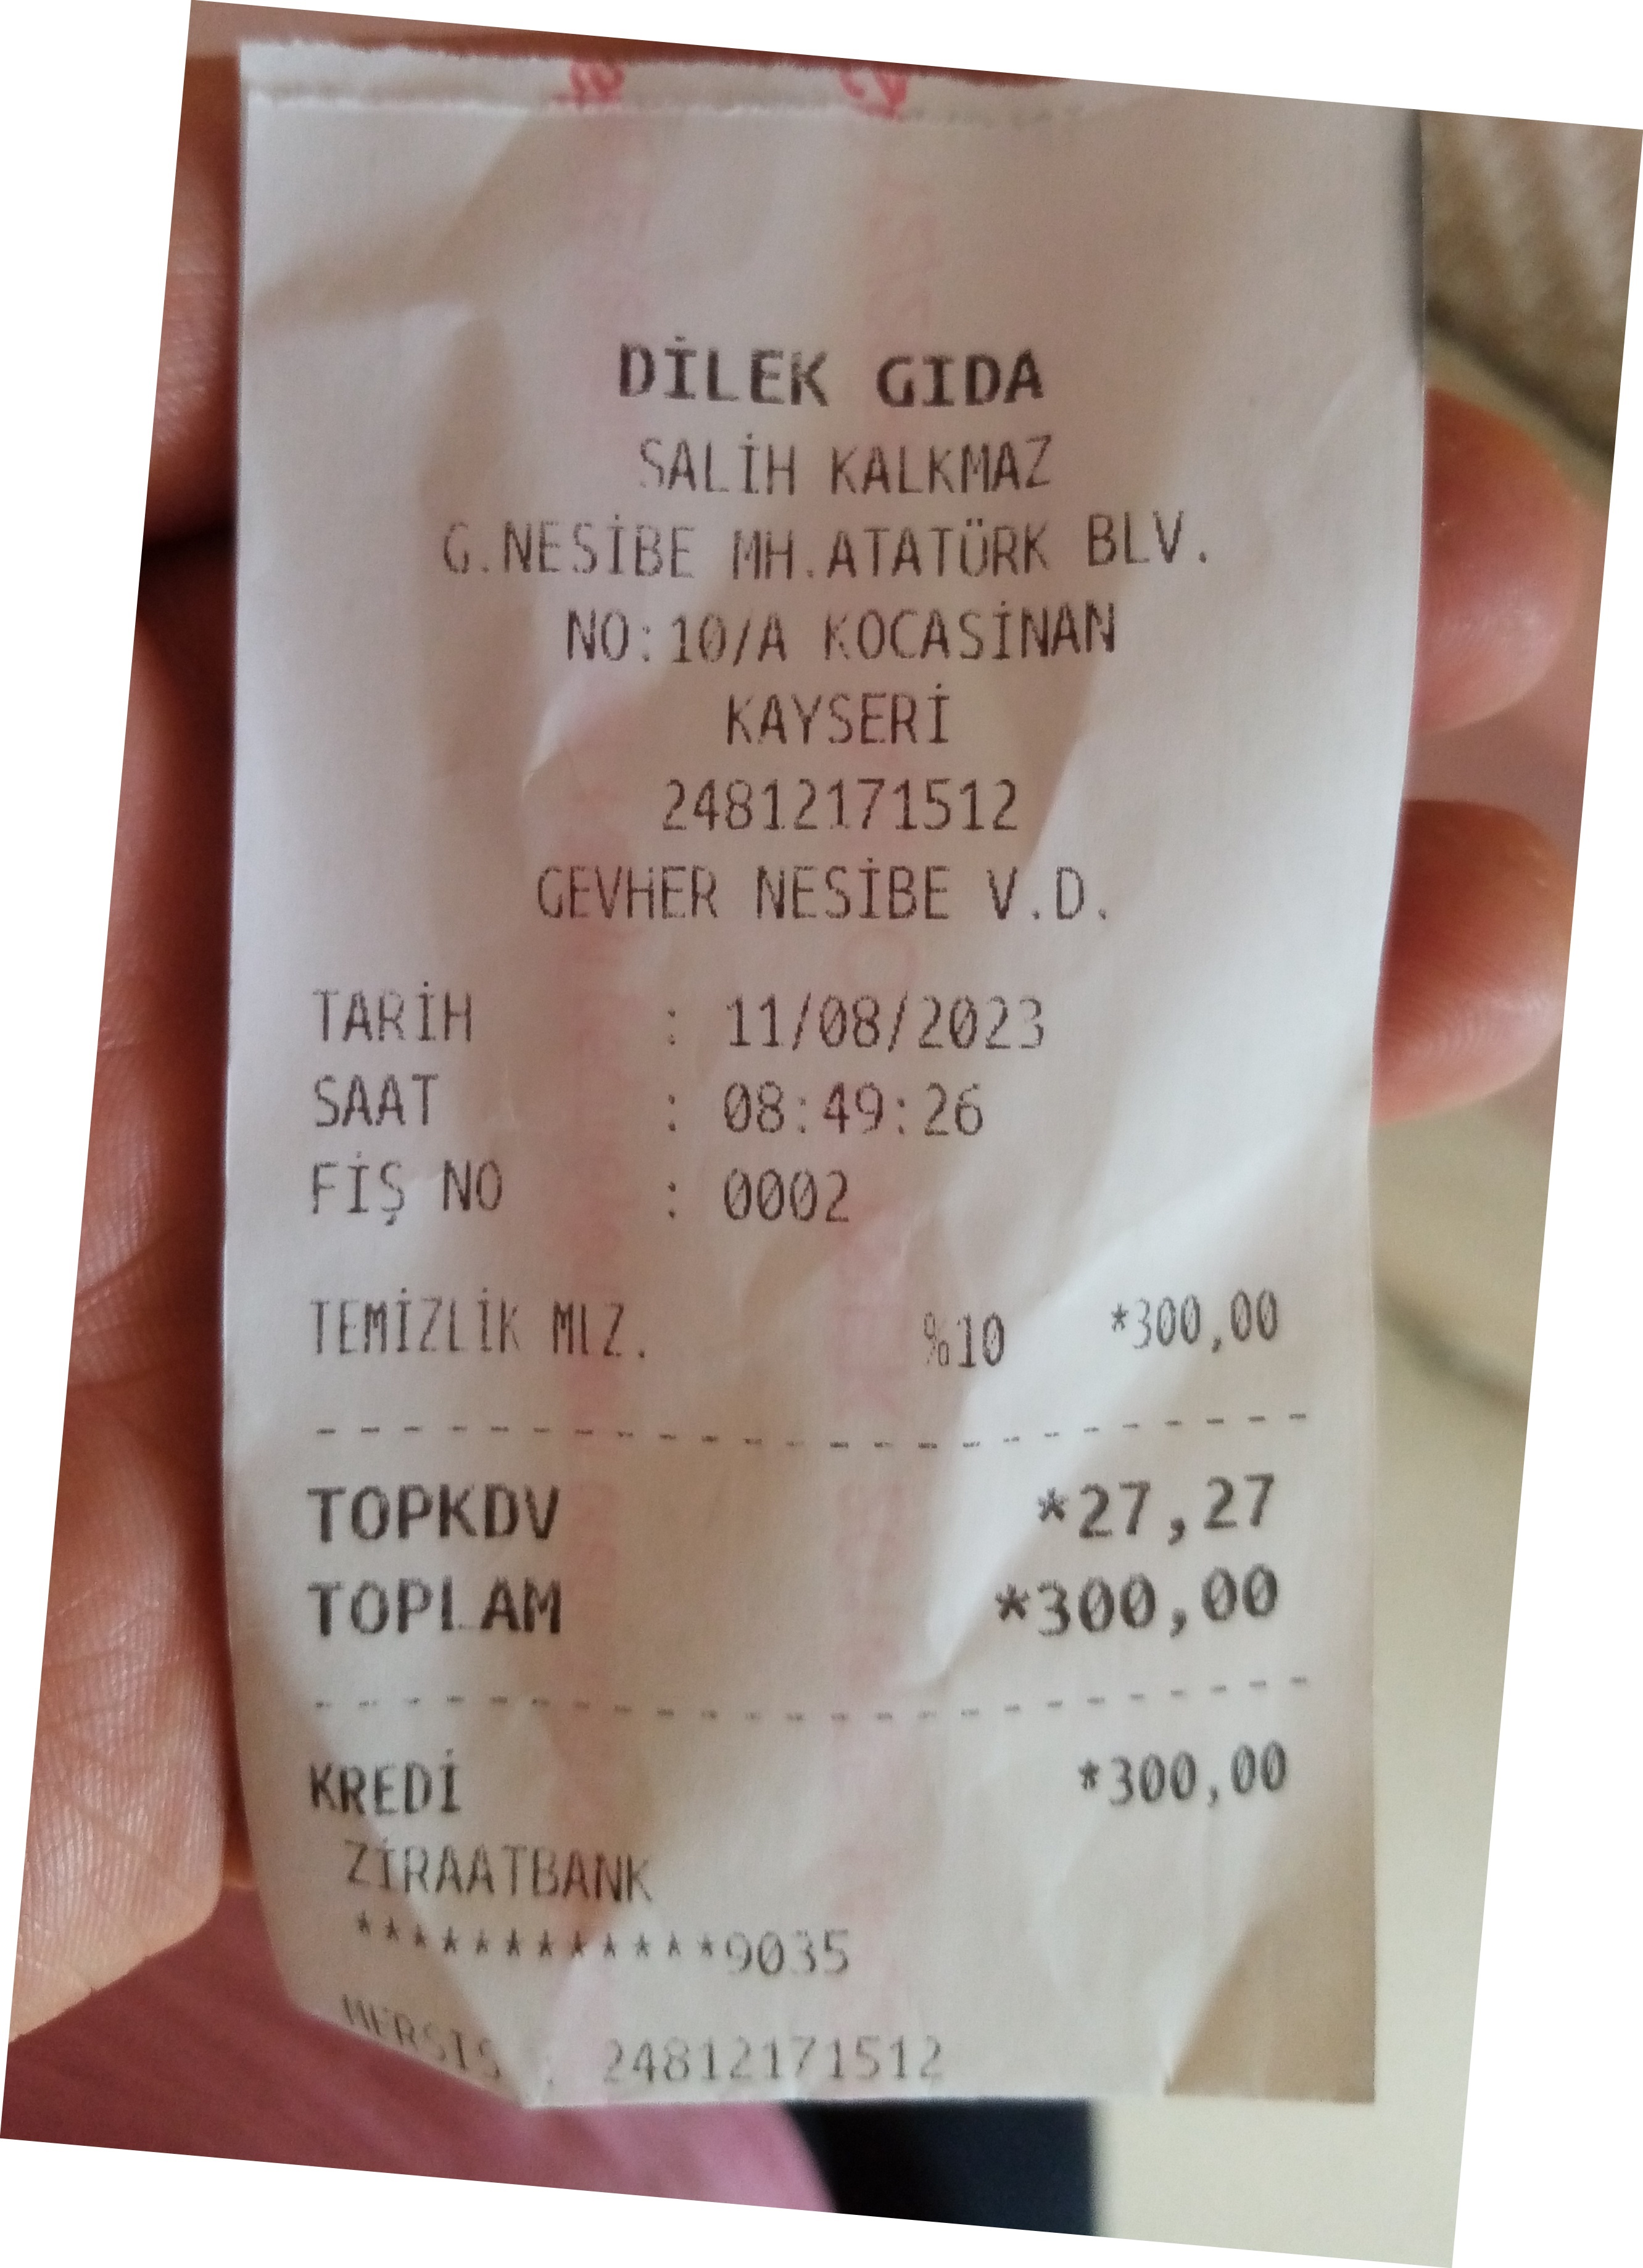 DİLEK GIDA
SALİH KALKMAZ
G.NESİBE MH.ATATÜRK BLV.
NO:10/A KOCASİNAN
KAYSERİ
24812171512
GEVHER NESİBE V.D.
TARİH : 11/08/2023
SAAT : 08:49:26
FİŞ NO : 0002
TEMİZLİK MLZ. %10 *300,00
TOPKDV *27,27
TOPLAM *300,00
KREDİ *300,00
ZİRAATBANK
************9035
MERSIS : 24812171512